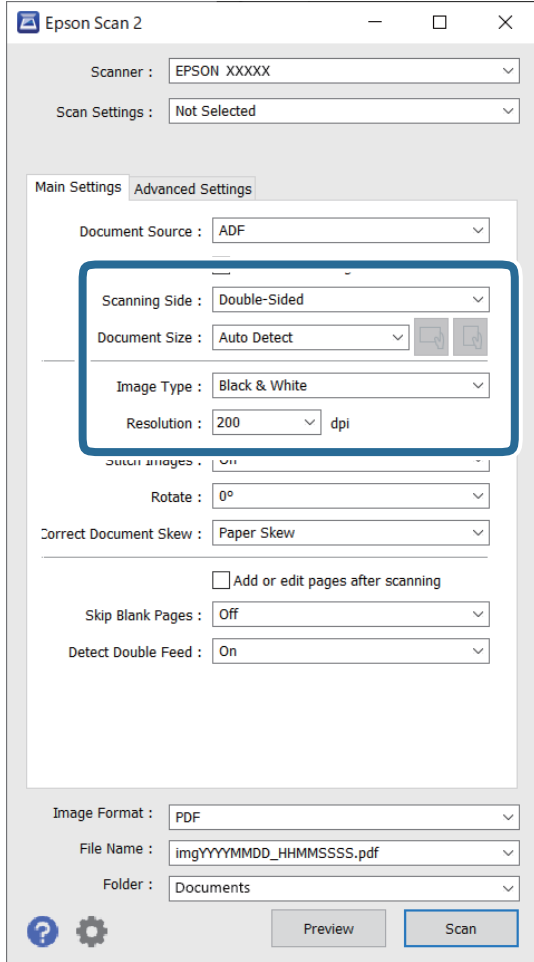 Epson Scan 2
Scanner : EPSON XXXXX
Scan Settings : Not Selected
Main Settings Advanced Settings
Document Source : ADF
Scanning Side : Double-Sided
Document Size : Auto Detect
Image Type : Black & White
Resolution : 200 dpi
Stitch Images :
Rotate : 0°
Correct Document Skew : Paper Skew
Add or edit pages after scanning
Skip Blank Pages : Off
Detect Double Feed : On
Image Format : PDF
File Name : imgYYYYMMDD_HHMMSSSS.pdf
Folder : Documents
? Preview Scan